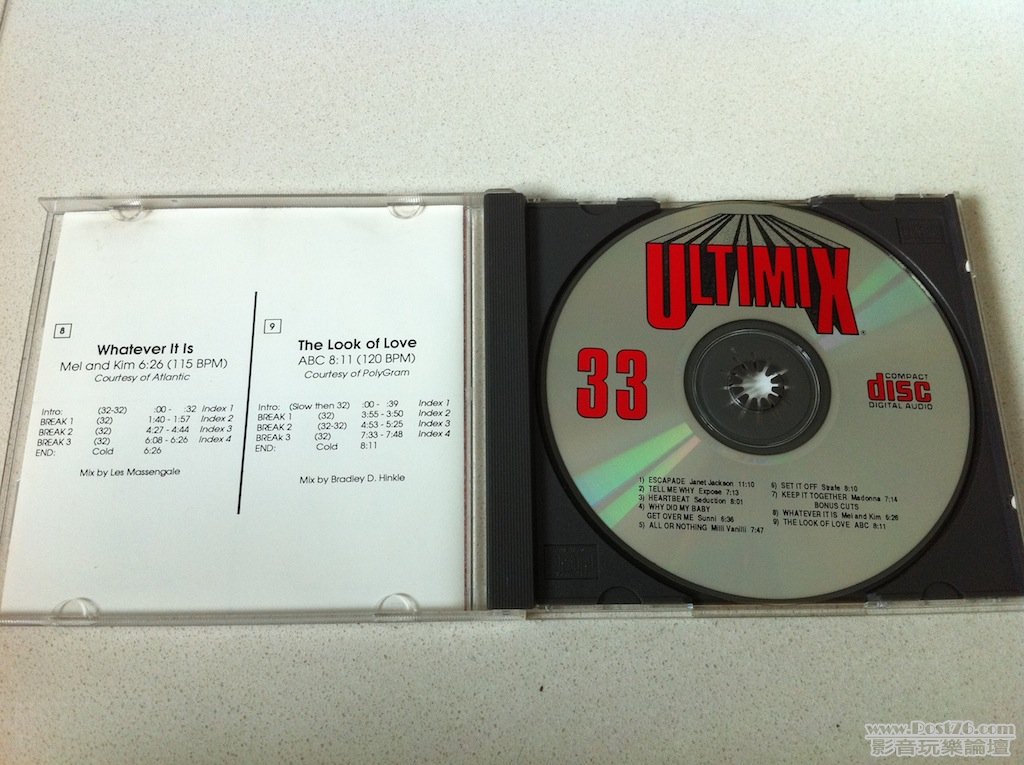 8
Whatever It Is
Mel and Kim 6:26 (115 BPM)
Courtesy of Atlantic
Intro: (32-32) :00 - :32 Index 1
BREAK 1 (32) 1:40 - 1:57 Index 2
BREAK 2 (32) 4:27 - 4:44 Index 3
BREAK 3 (32) 6:08 - 6:26 Index 4
END: Cold 6:26
Mix by Les Massengale
9
The Look of Love
ABC 8:11 (120 BPM)
Courtesy of PolyGram
Intro: (Slow then 32) :00 - :39 Index 1
BREAK 1 (32) 3:55 - 3:50 Index 2
BREAK 2 (32-32) 4:53 - 5:25 Index 3
BREAk 3 (32) 7:33 - 7:48 Index 4
END: Cold 8:11
Mix by Bradley D. Hinkle
ULTIMIX
33
COMPACT
disc
DIGITAL AUDIO
1) ESCAPADE Janet Jackson 11:10
2) TELL ME WHY Expose 7:13
3) HEARTBEAT Seduction 8:01
4) WHY DID MY BABY
GET OVER ME Sunni 6:36
5) ALL OR NOTHING Milli Vanilli 7:47
6) SET IT OFF Strafe 8:10
7) KEEP IT TOGETHER Madonna 7:14
BONUS CUTS
8) WHATEVER IT IS Mel and Kim 6:26
9) THE LOOK OF LOVE ABC 8:11
www.Post76.com
影音玩樂論壇